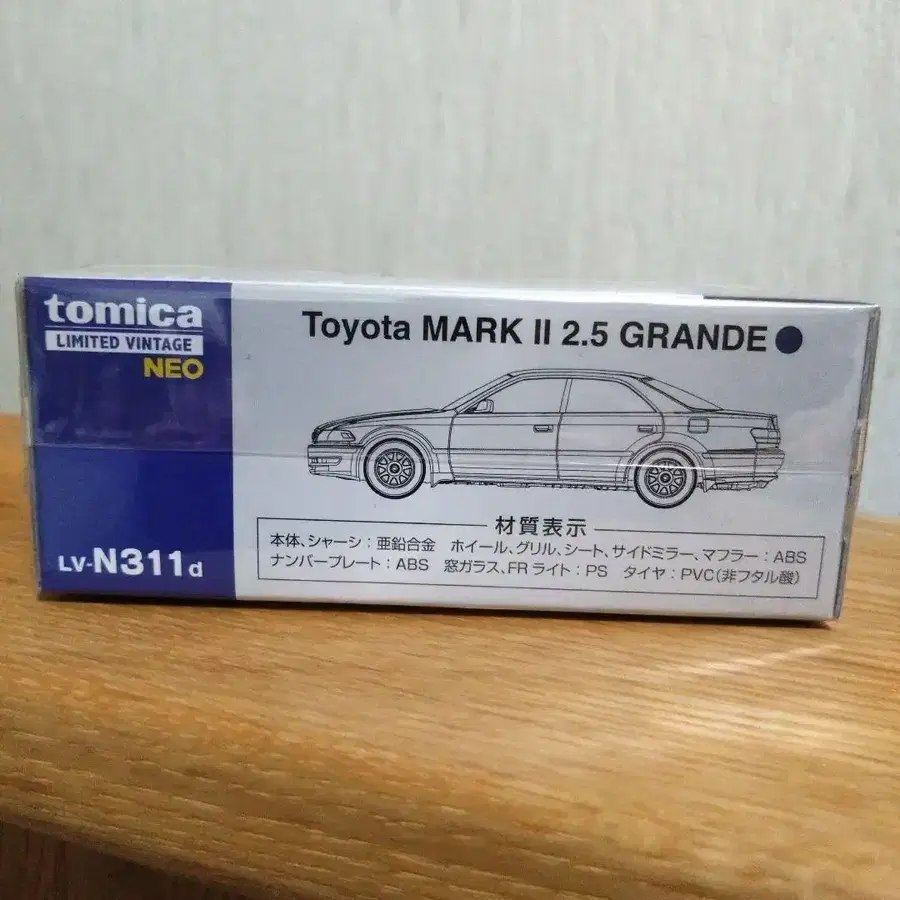 tomica
LIMITED VINTAGE
NEO
LV-N311d
Toyota MARK II 2.5 GRANDE
材質表示
本体、シャーシ：亜鉛合金　ホイール、グリル、シート、サイドミラー、マフラー：ABS
ナンバープレート：ABS　窓ガラス、FRライト：PS　タイヤ：PVC（非フタル酸）